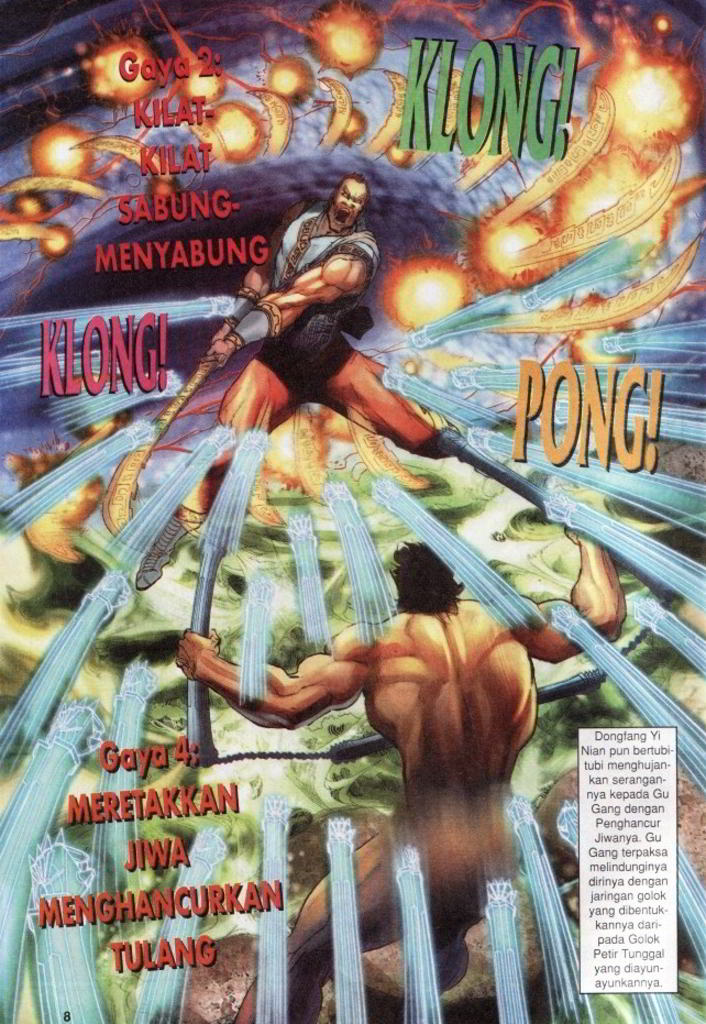 Gaya 2:
KILAT-
KILAT
SABUNG-
MENYABUNG
KLONG!
KLONG!
PONG!
Gaya 4:
MERETAKKAN
JIWA
MENGHANCURKAN
TULANG
Dongfang Yi
Nian pun bertubi-
tubi menghujan-
kan serangan-
nya kepada Gu
Gang dengan
Penghancur
Jiwanya. Gu
Gang terpaksa
melindunginya
dirinya dengan
jaringan golok
yang dibentuk-
kannya dari-
pada Golok
Petir Tunggal
yang diayun-
ayunkannya.
8